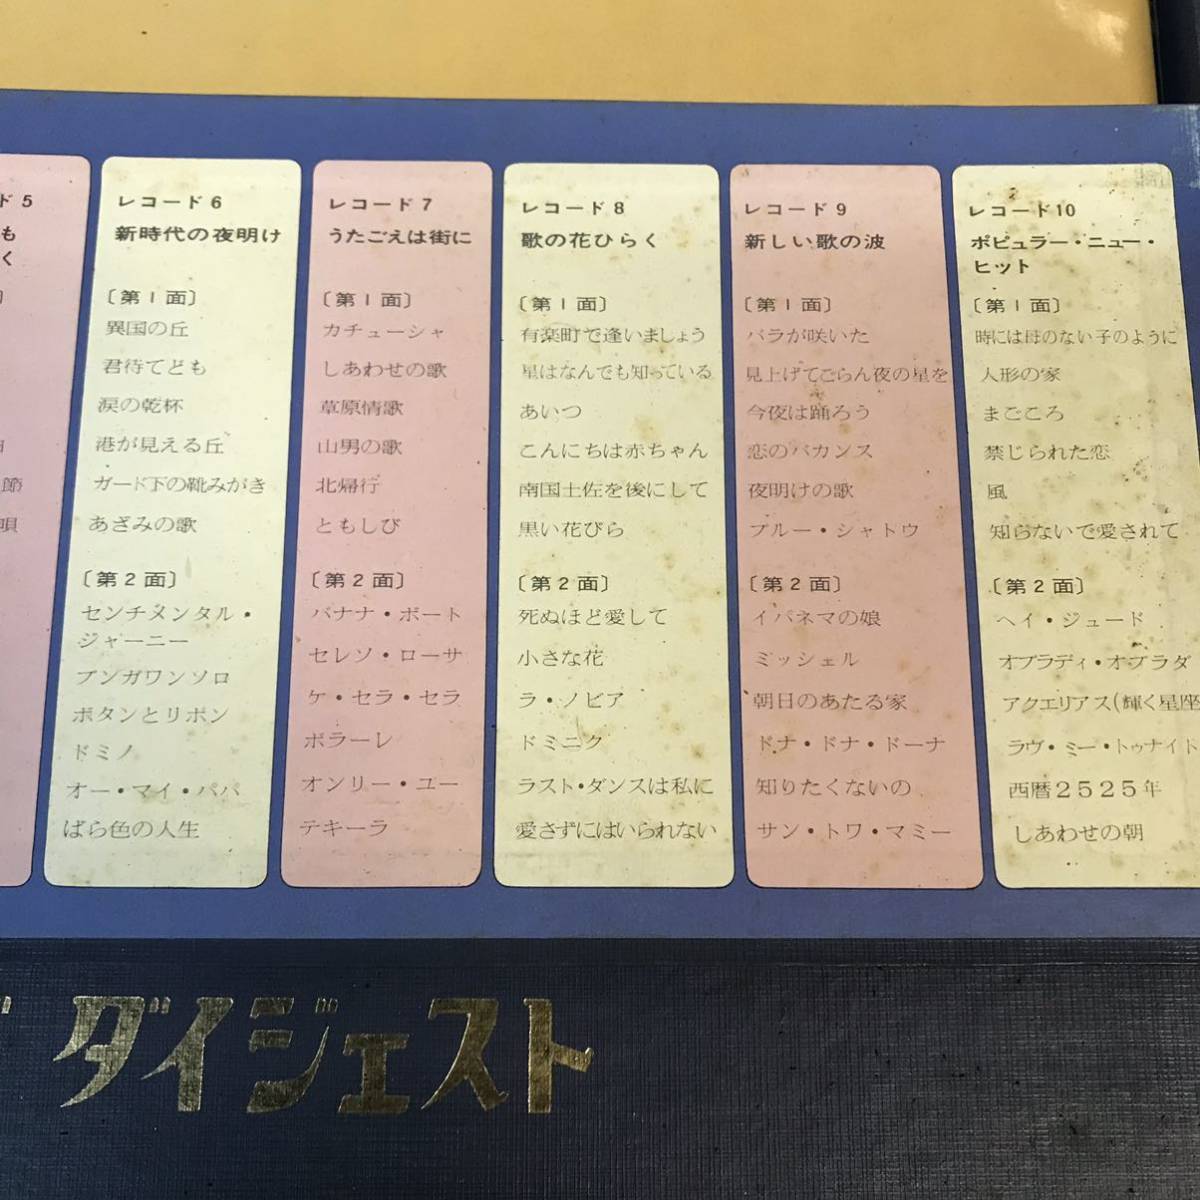 ド 5
も
く
節
唄
レコード 6
新時代の夜明け
〔第 1 面〕
異国の丘
君待てども
涙の乾杯
港が見える丘
ガード下の靴みがき
あざみの歌
〔第 2 面〕
センチメンタル・
ジャーニー
ブンガワンソロ
ボタンとリボン
ドミノ
オー・マイ・パパ
ばら色の人生
レコード 7
うたごえは街に
〔第 1 面〕
カチューシャ
しあわせの歌
草原情歌
山男の歌
北帰行
ともしび
〔第 2 面〕
バナナ・ボート
セレソ・ローサ
ケ・セラ・セラ
ボラーレ
オンリー・ユー
テキーラ
レコード 8
歌の花ひらく
〔第 1 面〕
有楽町で逢いましょう
星はなんでも知っている
あいつ
こんにちは赤ちゃん
南国土佐を後にして
黒い花びら
〔第 2 面〕
死ぬほど愛して
小さな花
ラ・ノビア
ドミニク
ラスト・ダンスは私に
愛さずにはいられない
レコード 9
新しい歌の波
〔第 1 面〕
バラが咲いた
見上げてごらん夜の星を
今夜は踊ろう
恋のバカンス
夜明けの歌
ブルー・シャトウ
〔第 2 面〕
イパネマの娘
ミッシェル
朝日のあたる家
ドナ・ドナ・ドーナ
知りたくないの
サン・トワ・マミー
レコード10
ポピュラー・ニュー・
ヒット
〔第 1 面〕
時には母のない子のように
人形の家
まごころ
禁じられた恋
風
知らないで愛されて
〔第 2 面〕
ヘイ・ジュード
オブラディ・オブラダ
アクエリアス(輝く星座
ラヴ・ミー・トゥナイト
西暦2525年
しあわせの朝
ダイジェスト